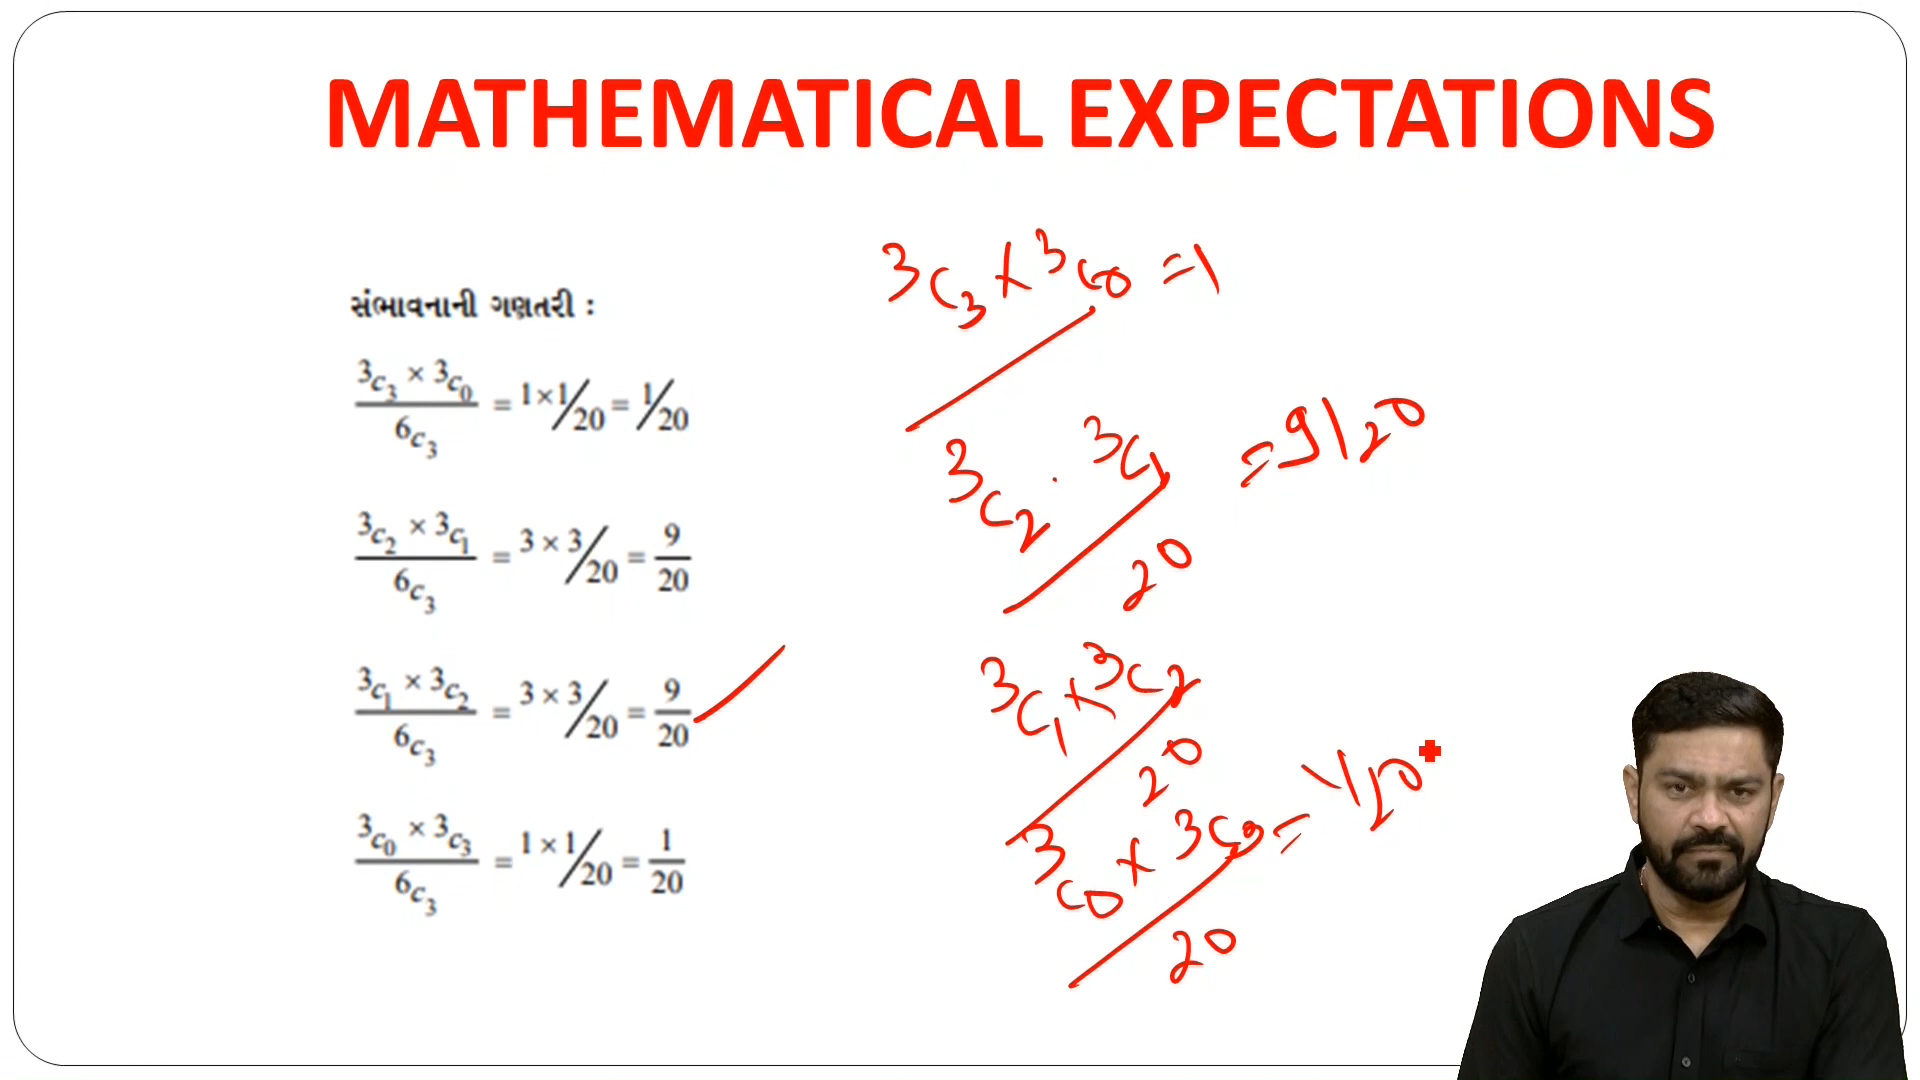 MATHEMATICAL EXPECTATIONS
સંભાવનાની ગણતરી :
³c₃ × ³c₀ / ⁶c₃ = 1 × 1/20 = 1/20
³c₂ × ³c₁ / ⁶c₃ = 3 × 3/20 = 9/20
³c₁ × ³c₂ / ⁶c₃ = 3 × 3/20 = 9/20
³c₀ × ³c₃ / ⁶c₃ = 1 × 1/20 = 1/20
³c₃ × ³c₀ = 1
³c₂ · ³c₁ / 20 = 9/20
³c₁ × ³c₂ / 20
³c₀ × ³c₃ / 20 = 1/20